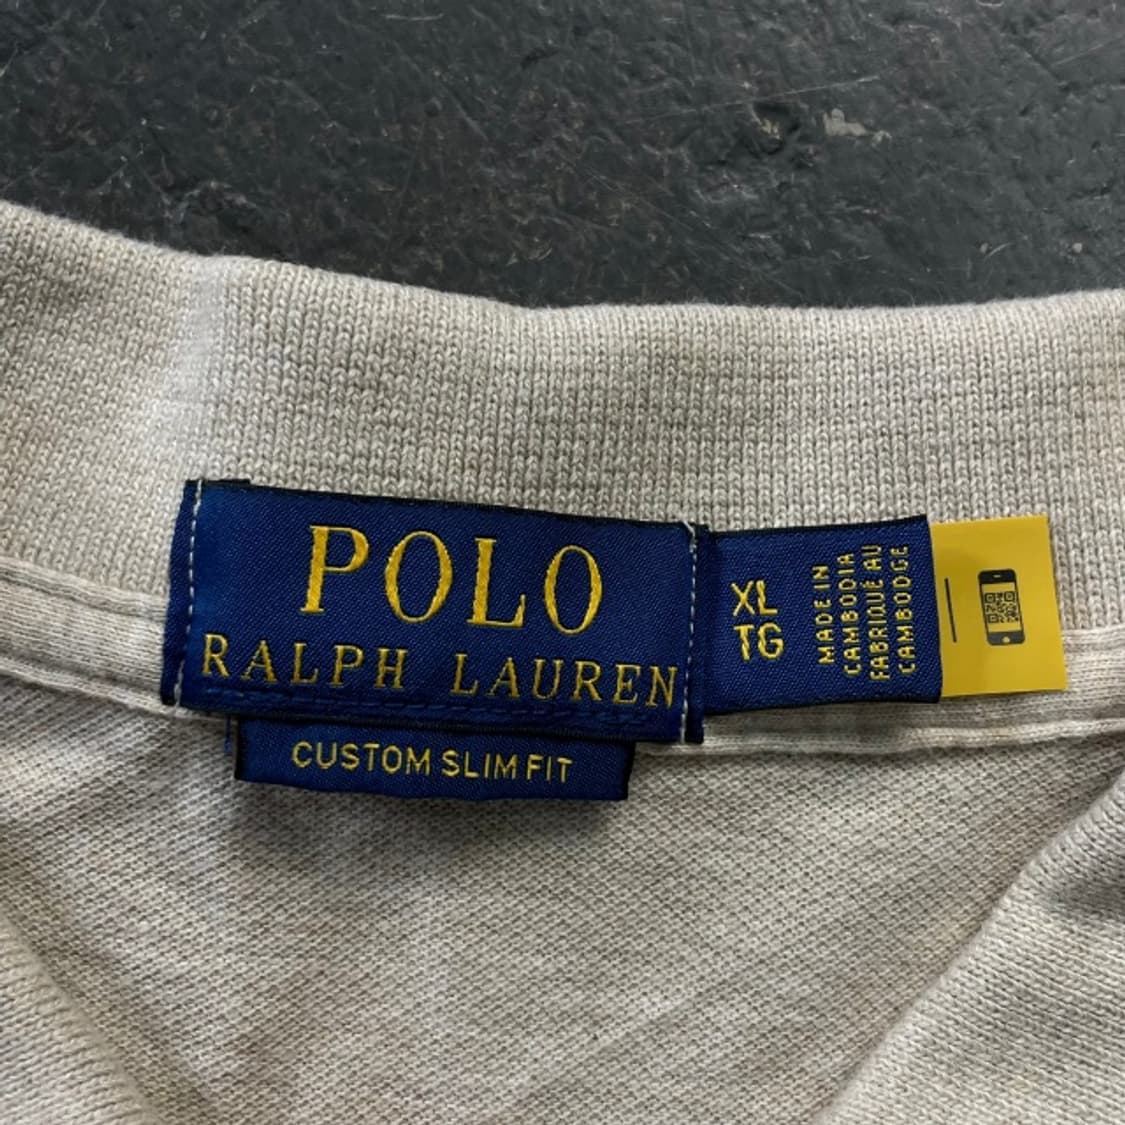 POLO
RALPH LAUREN
CUSTOM SLIM FIT
XL
TG
MADE IN
CAMBODIA
FABRIQUÉ AU
CAMBODGE